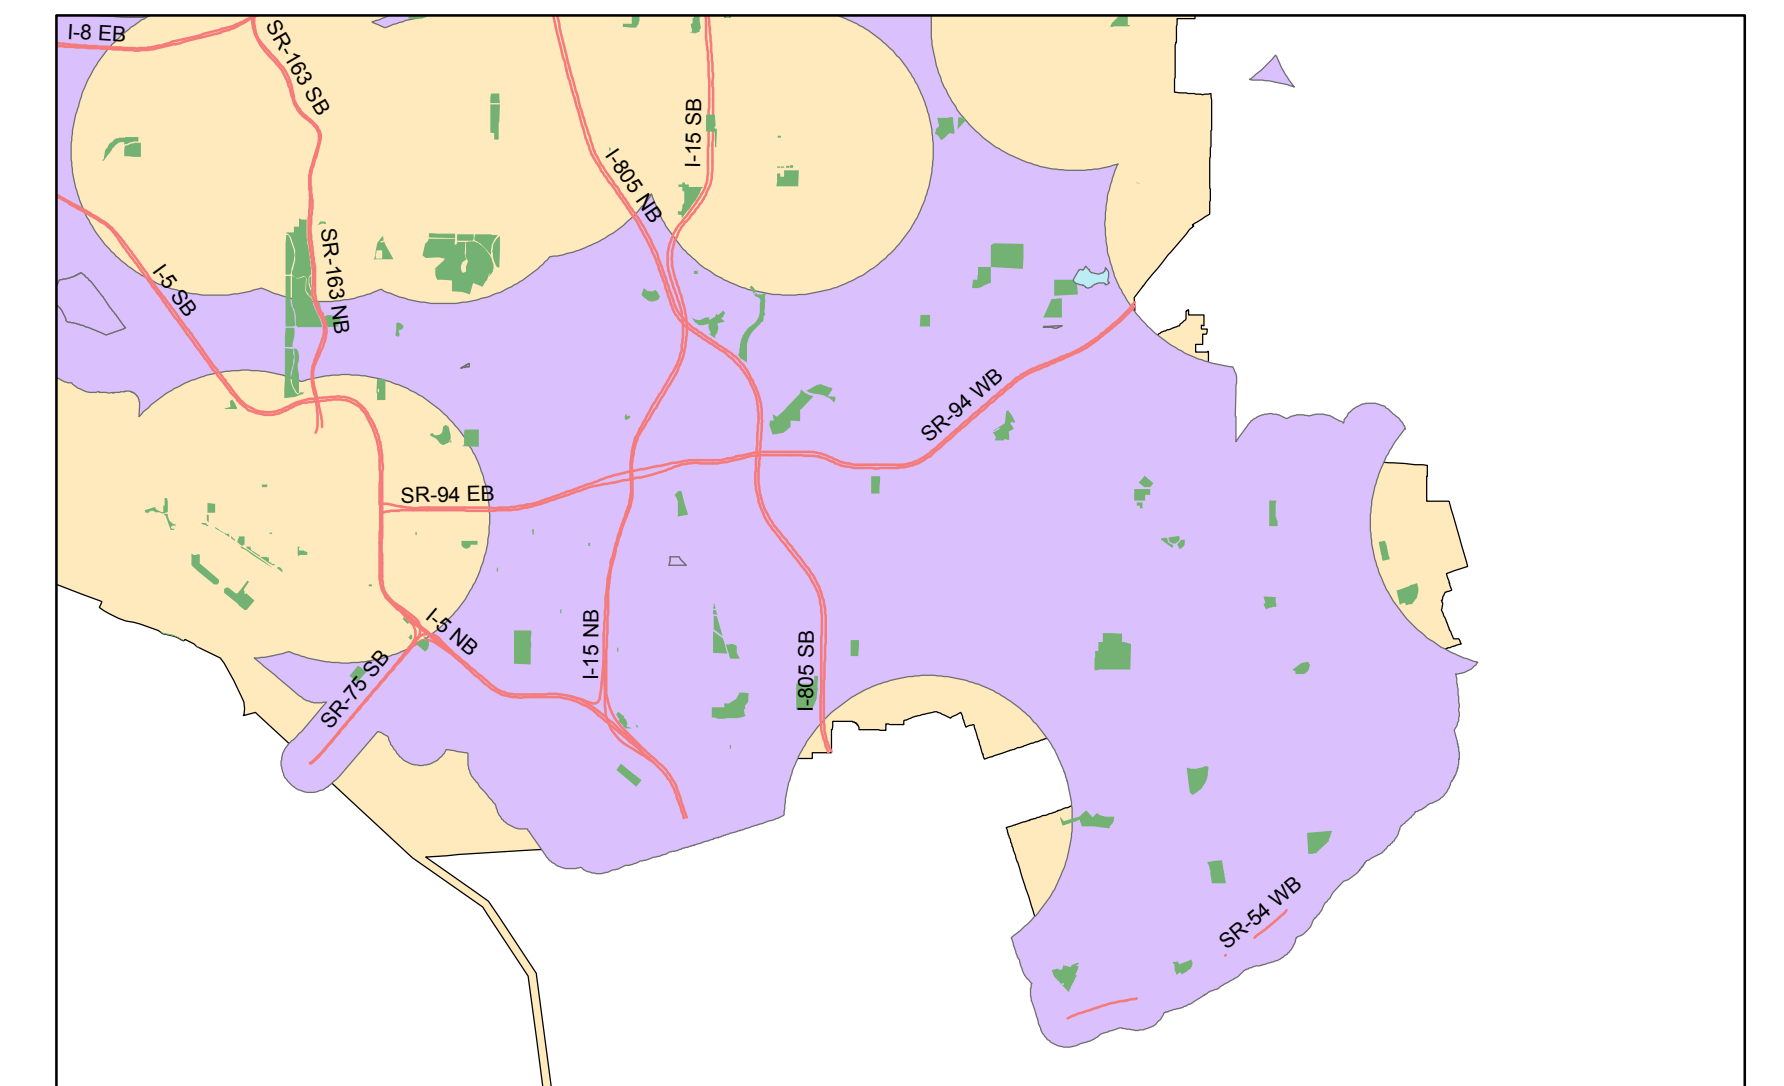 I-8 EB
SR-163 SB
I-15 SB
I-805 NB
SR-163 NB
I-5 SB
SR-94 WB
SR-94 EB
I-5 NB
I-15 NB
I-805 SB
SR-75 SB
SR-54 WB